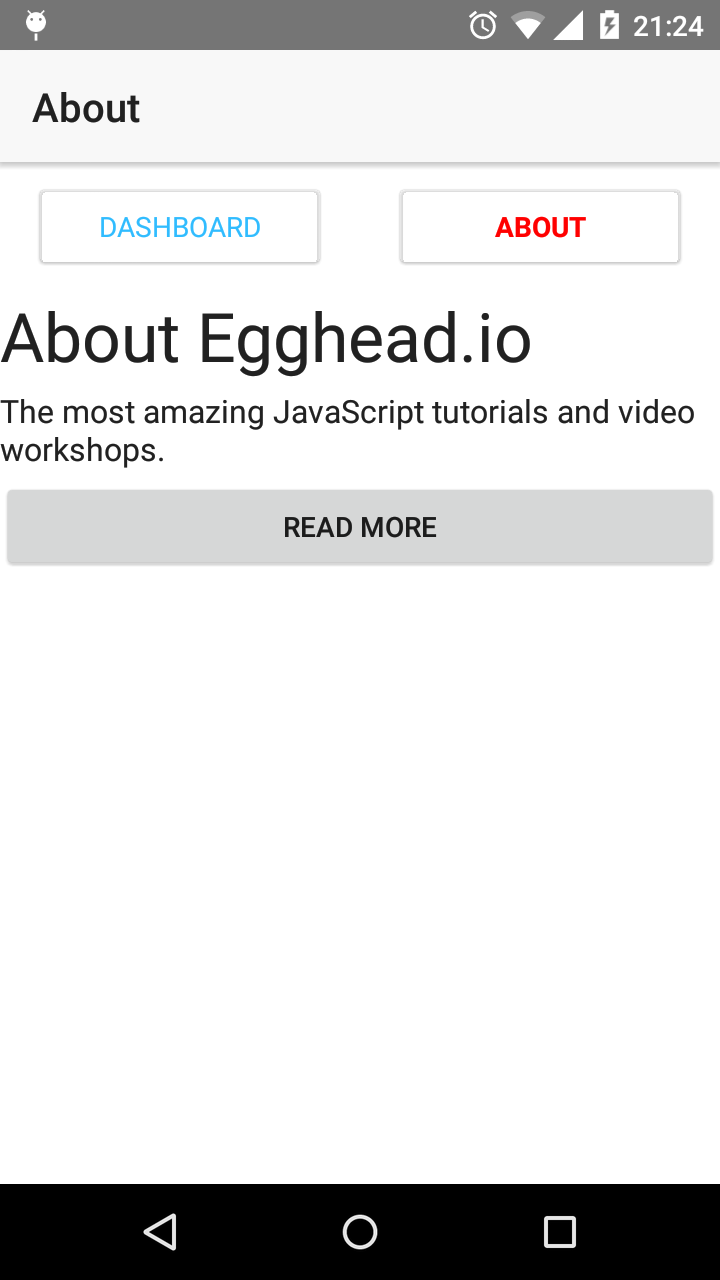 21:24
About
DASHBOARD
ABOUT
About Egghead.io
The most amazing JavaScript tutorials and video
workshops.
READ MORE